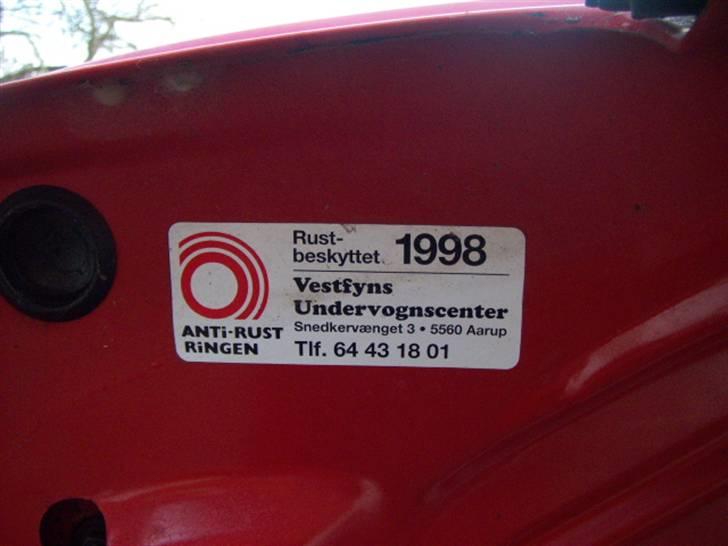 Rust-
beskyttet 1998
Vestfyns
Undervognscenter
Snedkervænget 3 • 5560 Aarup
Tlf. 64 43 18 01
ANTi-RUST
RiNGEN